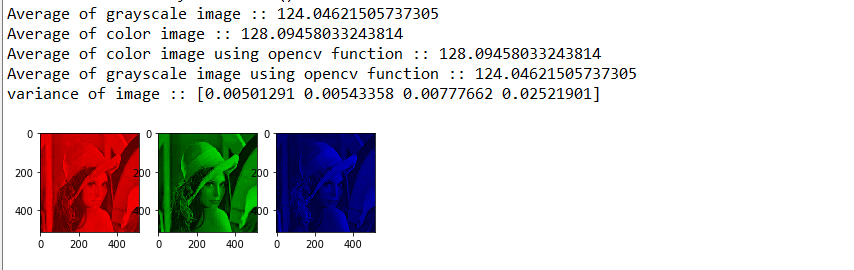 Average of grayscale image :: 124.04621505737305
Average of color image :: 128.09458033243814
Average of color image using opencv function :: 128.09458033243814
Average of grayscale image using opencv function :: 124.04621505737305
variance of image :: [0.00501291 0.00543358 0.00777662 0.02521901]
0 0 0
200 200 200
400 400 400
0 200 400 0 200 400 0 200 400